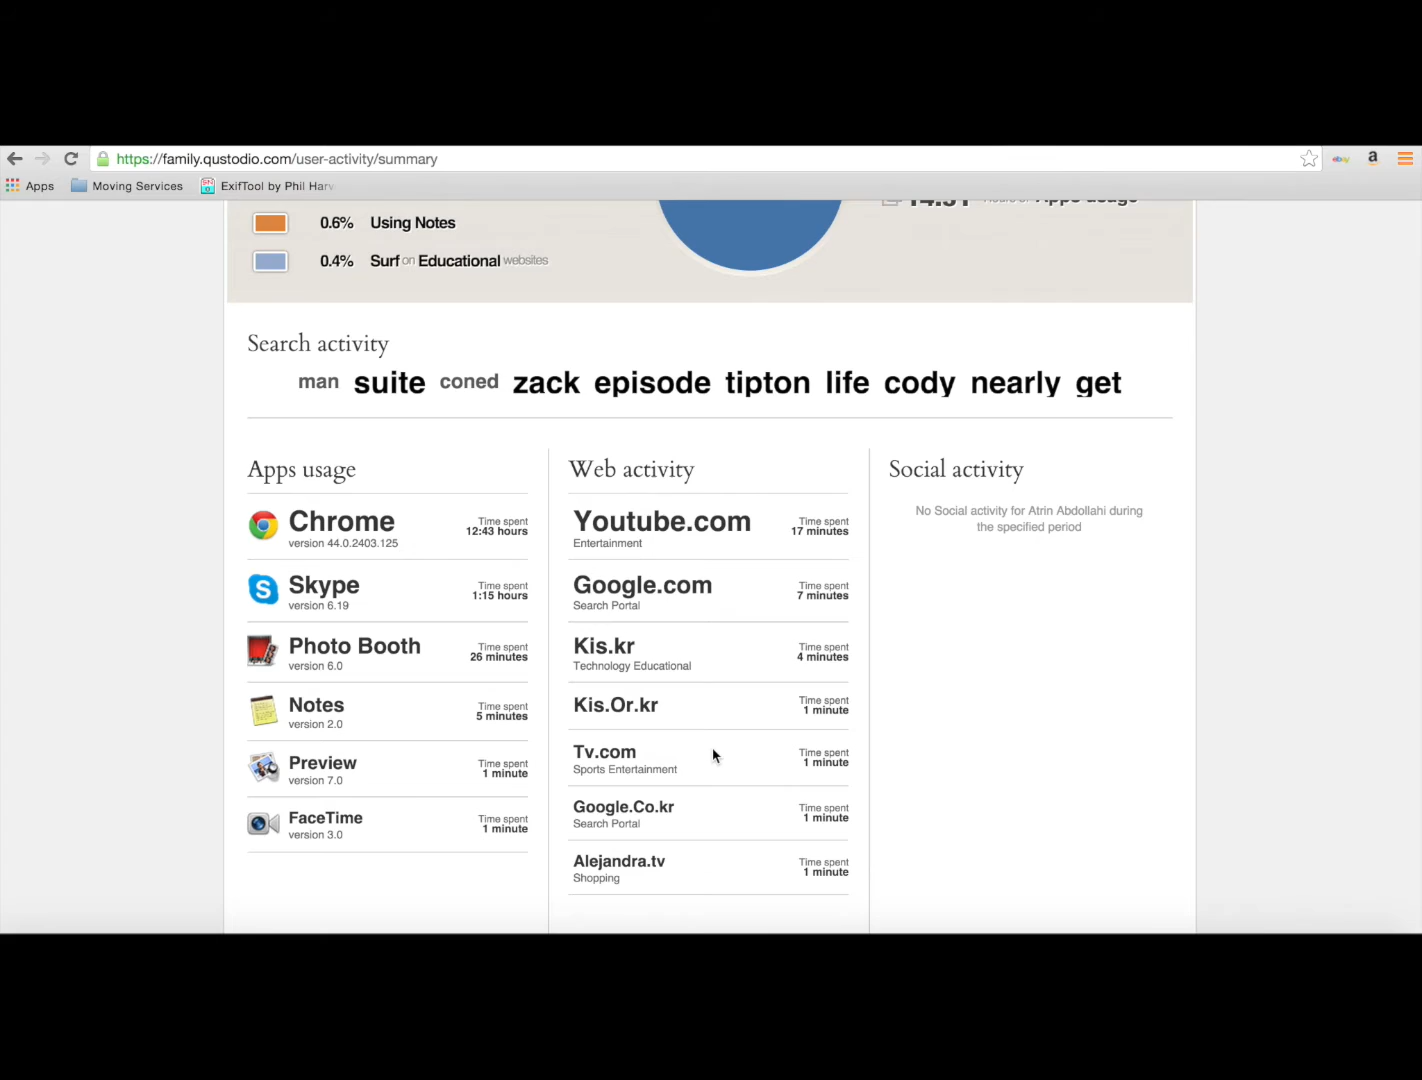 https://family.qustodio.com/user-activity/summary
Apps
Moving Services
ExifTool by Phil Harv
ebay
a
14:31 Hours of Apps usage
0.6% Using Notes
0.4% Surf on Educational websites
Search activity
man suite coned zack episode tipton life cody nearly get
Apps usage
Chrome
version 44.0.2403.125
Time spent
12:43 hours
Skype
version 6.19
Time spent
1:15 hours
Photo Booth
version 6.0
Time spent
26 minutes
Notes
version 2.0
Time spent
5 minutes
Preview
version 7.0
Time spent
1 minute
FaceTime
version 3.0
Time spent
1 minute
Web activity
Youtube.com
Entertainment
Time spent
17 minutes
Google.com
Search Portal
Time spent
7 minutes
Kis.kr
Technology Educational
Time spent
4 minutes
Kis.Or.kr
Time spent
1 minute
Tv.com
Sports Entertainment
Time spent
1 minute
Google.Co.kr
Search Portal
Time spent
1 minute
Alejandra.tv
Shopping
Time spent
1 minute
Social activity
No Social activity for Atrin Abdollahi during
the specified period